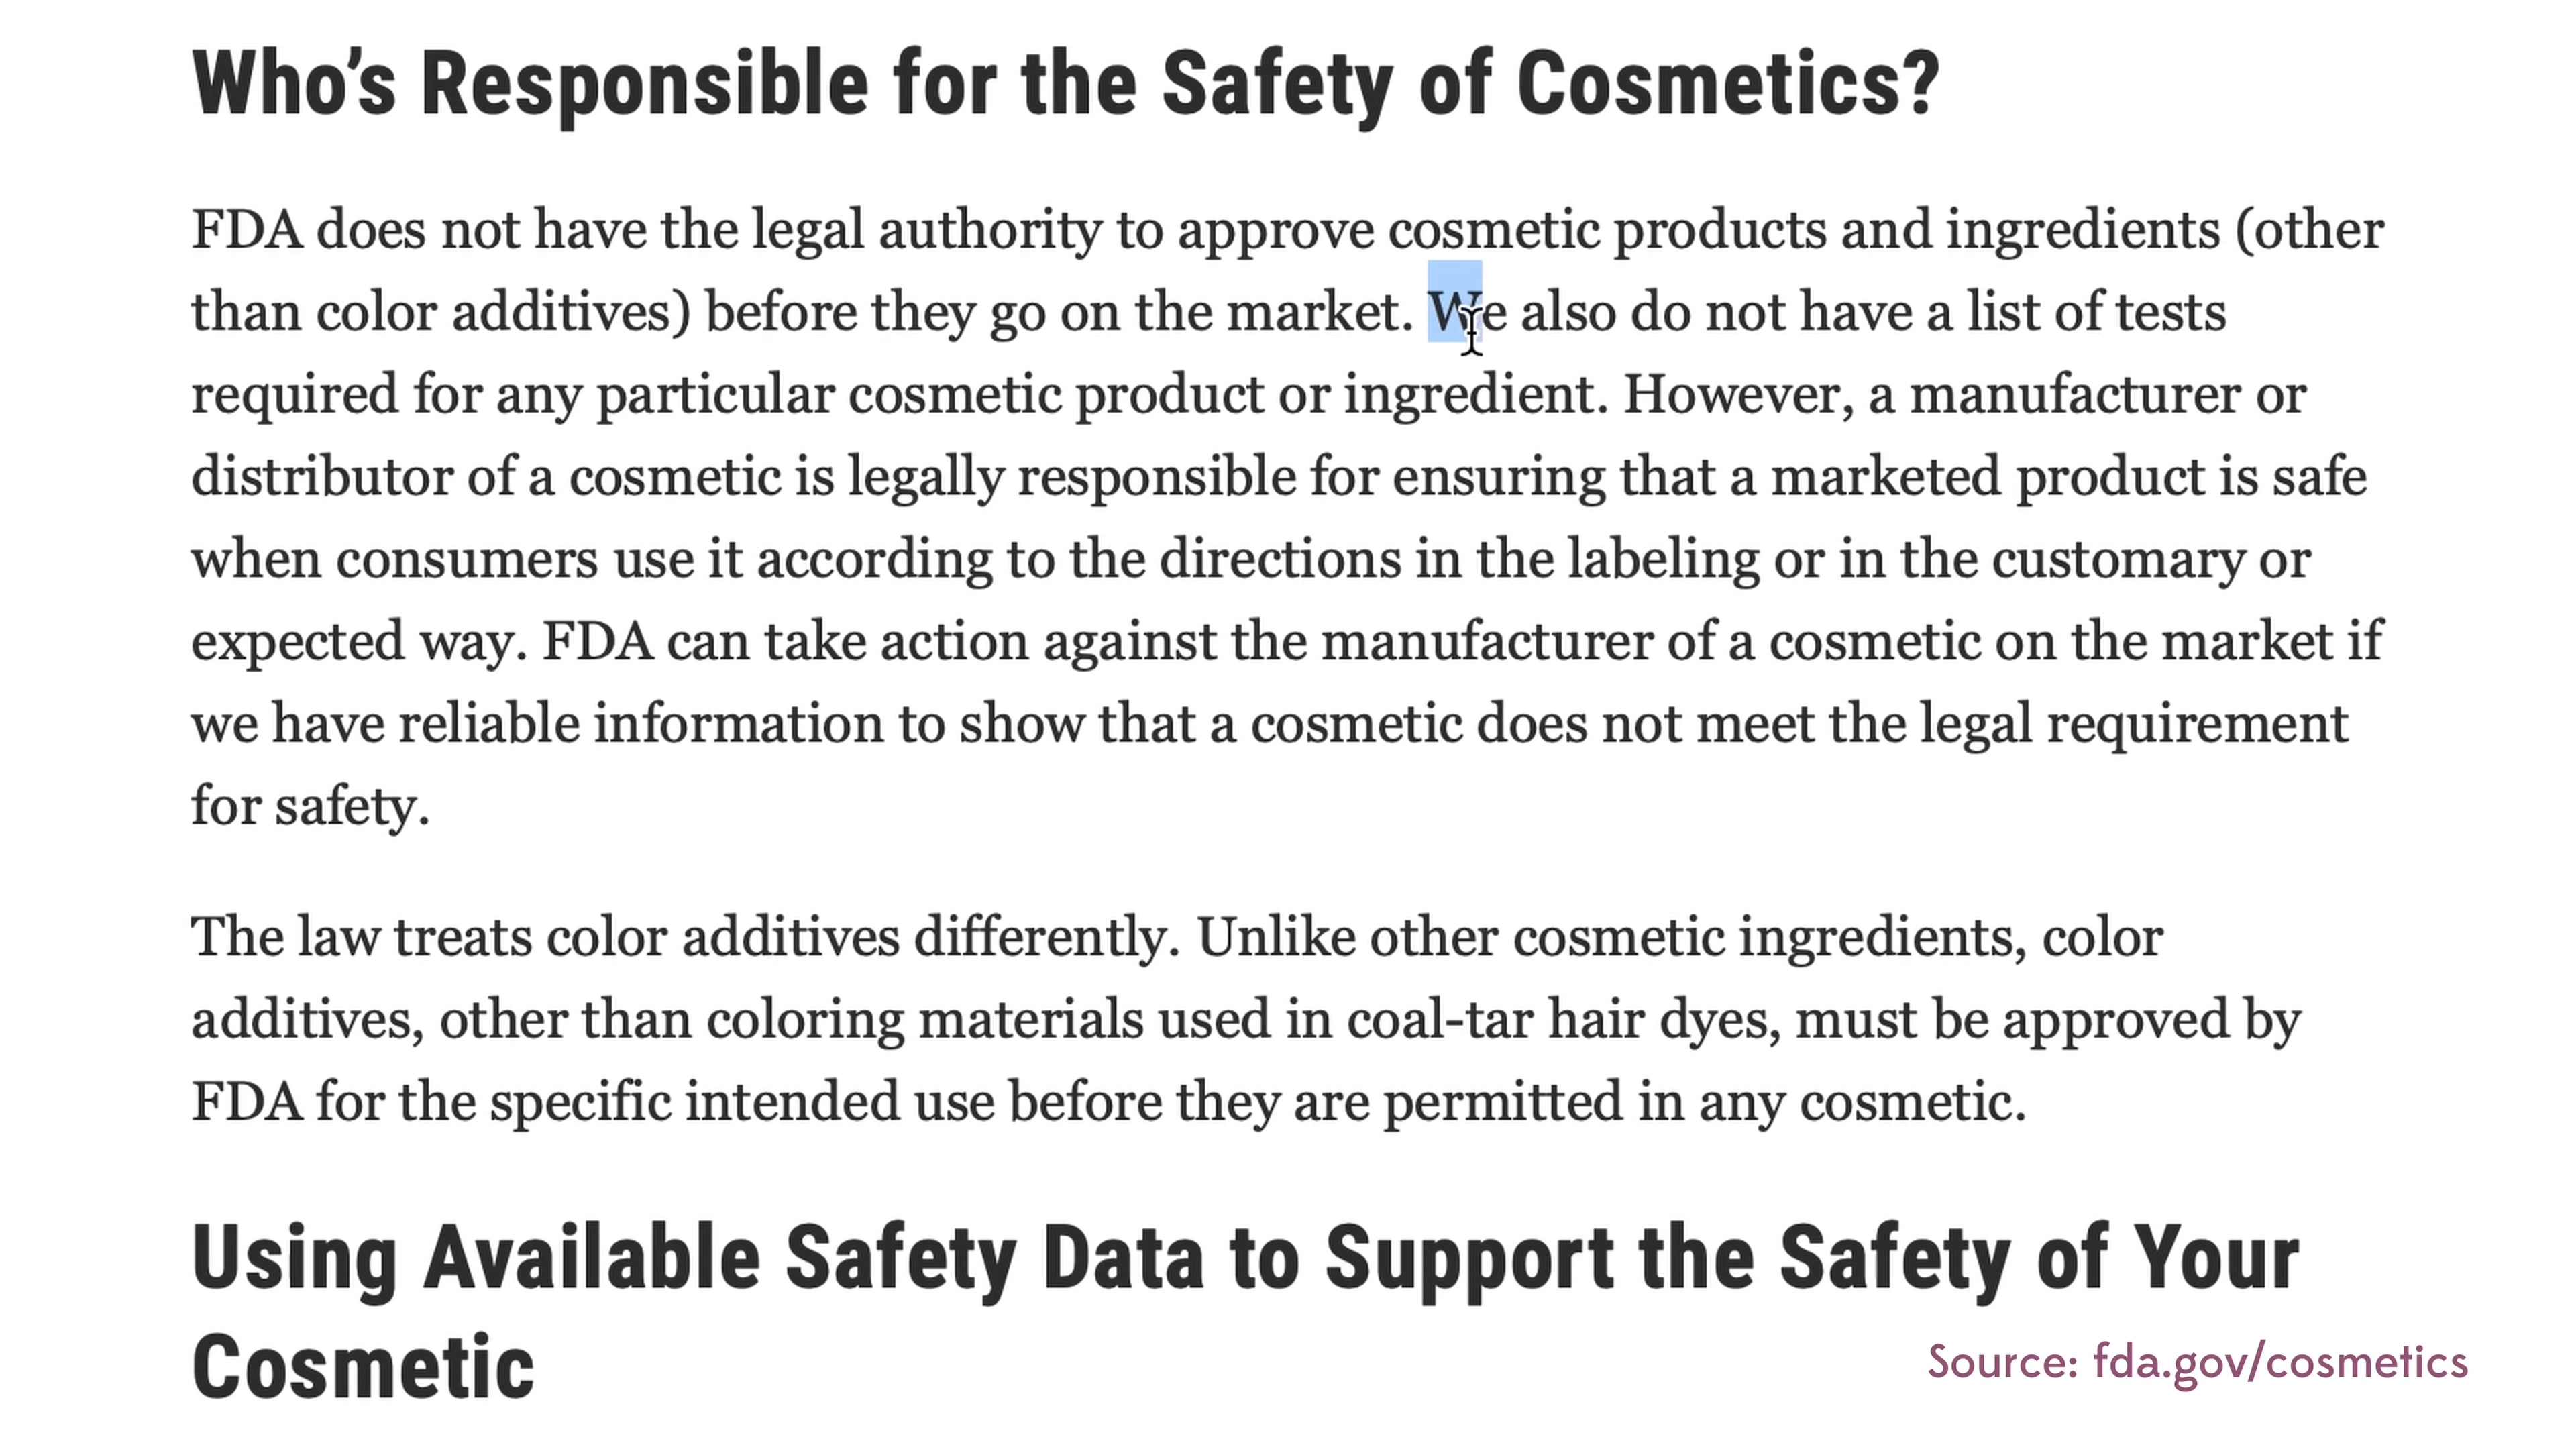 Who’s Responsible for the Safety of Cosmetics?
FDA does not have the legal authority to approve cosmetic products and ingredients (other
than color additives) before they go on the market. We also do not have a list of tests
required for any particular cosmetic product or ingredient. However, a manufacturer or
distributor of a cosmetic is legally responsible for ensuring that a marketed product is safe
when consumers use it according to the directions in the labeling or in the customary or
expected way. FDA can take action against the manufacturer of a cosmetic on the market if
we have reliable information to show that a cosmetic does not meet the legal requirement
for safety.
The law treats color additives differently. Unlike other cosmetic ingredients, color
additives, other than coloring materials used in coal-tar hair dyes, must be approved by
FDA for the specific intended use before they are permitted in any cosmetic.
Using Available Safety Data to Support the Safety of Your
Cosmetic
Source: fda.gov/cosmetics